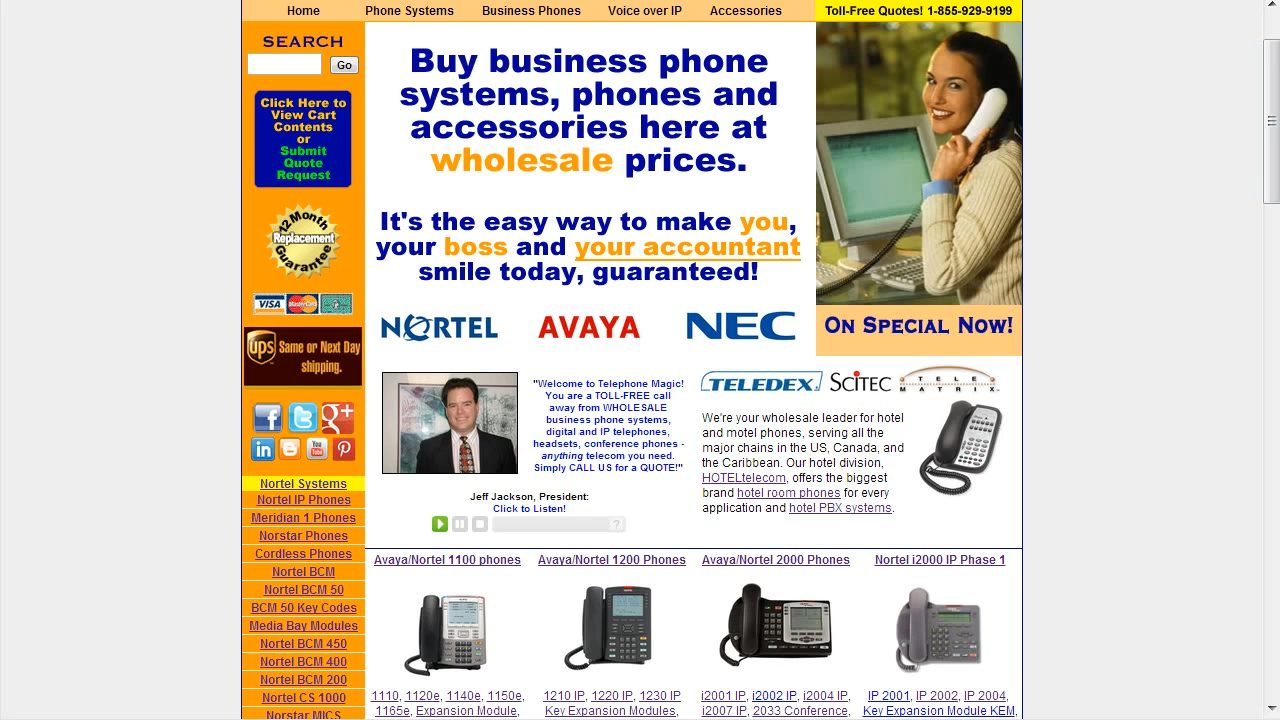 Home Phone Systems Business Phones Voice over IP Accessories Toll-Free Quotes! 1-855-929-9199
SEARCH
Go
Click Here to
View Cart
Contents
or
Submit
Quote
Request
12 Month
Replacement
Guarantee
VISA MasterCard
ups Same or Next Day
shipping.
Nortel Systems
Nortel IP Phones
Meridian 1 Phones
Norstar Phones
Cordless Phones
Nortel BCM
Nortel BCM 50
BCM 50 Key Codes
Media Bay Modules
Nortel BCM 450
Nortel BCM 400
Nortel BCM 200
Nortel CS 1000
Norstar MICS
Buy business phone
systems, phones and
accessories here at
wholesale prices.
It's the easy way to make you,
your boss and your accountant
smile today, guaranteed!
NORTEL AVAYA NEC
ON SPECIAL NOW!
"Welcome to Telephone Magic!
You are a TOLL-FREE call
away from WHOLESALE
business phone systems,
digital and IP telephones,
headsets, conference phones -
anything telecom you need.
Simply CALL US for a QUOTE!"
Jeff Jackson, President:
Click to Listen!
TELEDEX SCITEC TELE
MATRIX
We're your wholesale leader for hotel
and motel phones, serving all the
major chains in the US, Canada, and
the Caribbean. Our hotel division,
HOTELtelecom, offers the biggest
brand hotel room phones for every
application and hotel PBX systems.
Avaya/Nortel 1100 phones Avaya/Nortel 1200 Phones Avaya/Nortel 2000 Phones Nortel i2000 IP Phase 1
1110, 1120e, 1140e, 1150e, 1210 IP, 1220 IP, 1230 IP i2001 IP, i2002 IP, i2004 IP, IP 2001, IP 2002, IP 2004,
1165e, Expansion Module, Key Expansion Modules, i2007 IP, 2033 Conference, Key Expansion Module KEM,